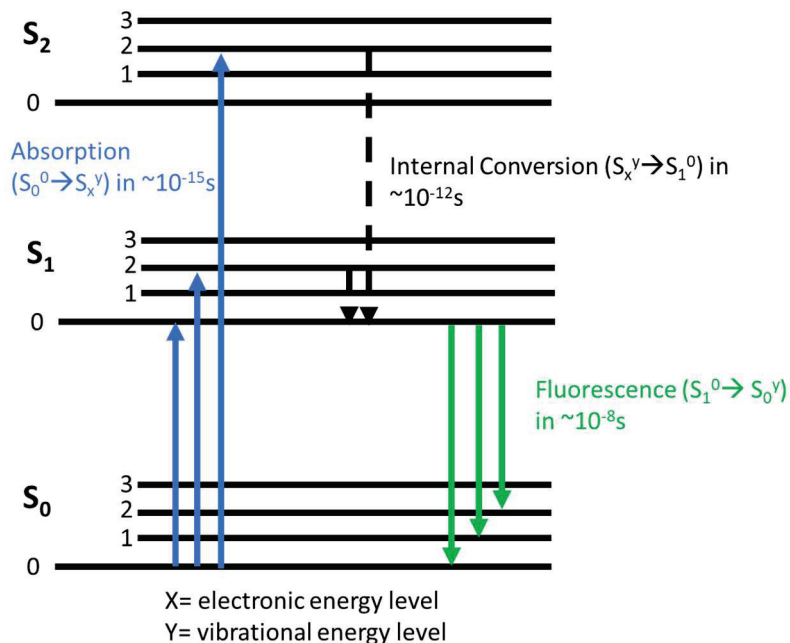 3
S₂
2
1
0
Absorption
(S₀⁰→Sₓʸ) in ~10⁻¹⁵s
Internal Conversion (Sₓʸ→S₁⁰) in
~10⁻¹²s
3
S₁
2
1
0
Fluorescence (S₁⁰→ S₀ʸ)
in ~10⁻⁸s
3
S₀
2
1
0
X= electronic energy level
Y= vibrational energy level